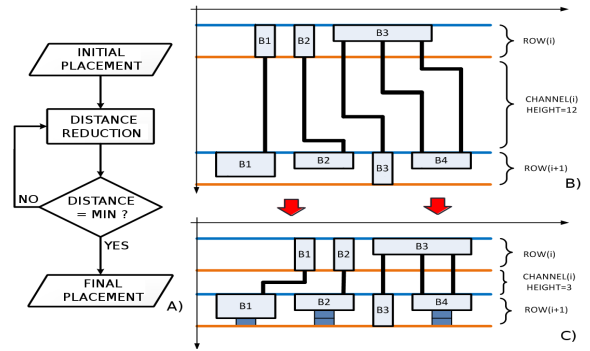 INITIAL
PLACEMENT
DISTANCE
REDUCTION
DISTANCE
= MIN ?
NO
YES
FINAL
PLACEMENT
A)
B1
B2
B3
ROW(i)
CHANNEL(i)
HEIGHT=12
B1
B2
B3
B4
ROW(i+1)
B)
B1
B2
B3
ROW(i)
CHANNEL(i)
HEIGHT=3
B1
B2
B3
B4
ROW(i+1)
C)